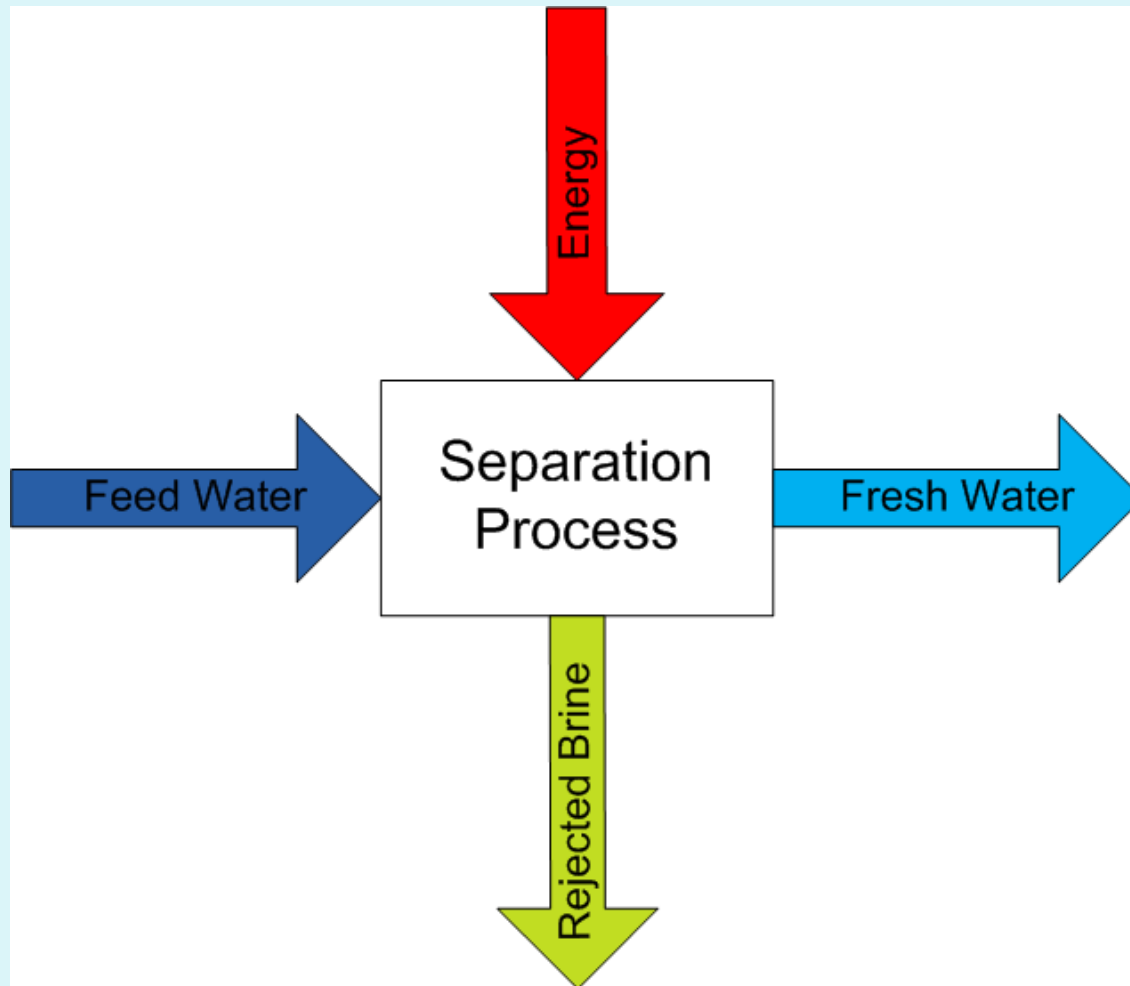 Energy
Feed Water
Separation
Process
Fresh Water
Rejected Brine